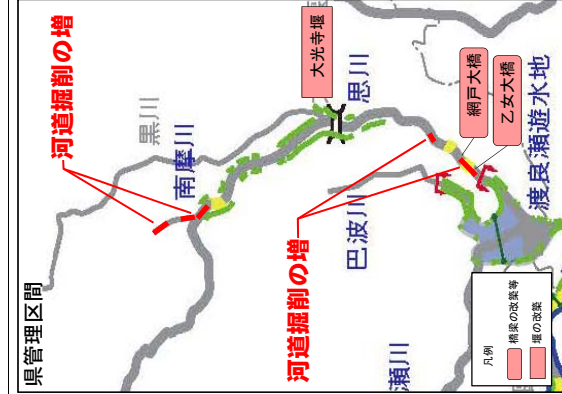 県管理区間
河道掘削の増
黒川
南摩川
大光寺堰
思川
網戸大橋
乙女大橋
河道掘削の増
巴波川
渡良瀬遊水地
瀬川
凡例
橋梁の改築等
堰の改築